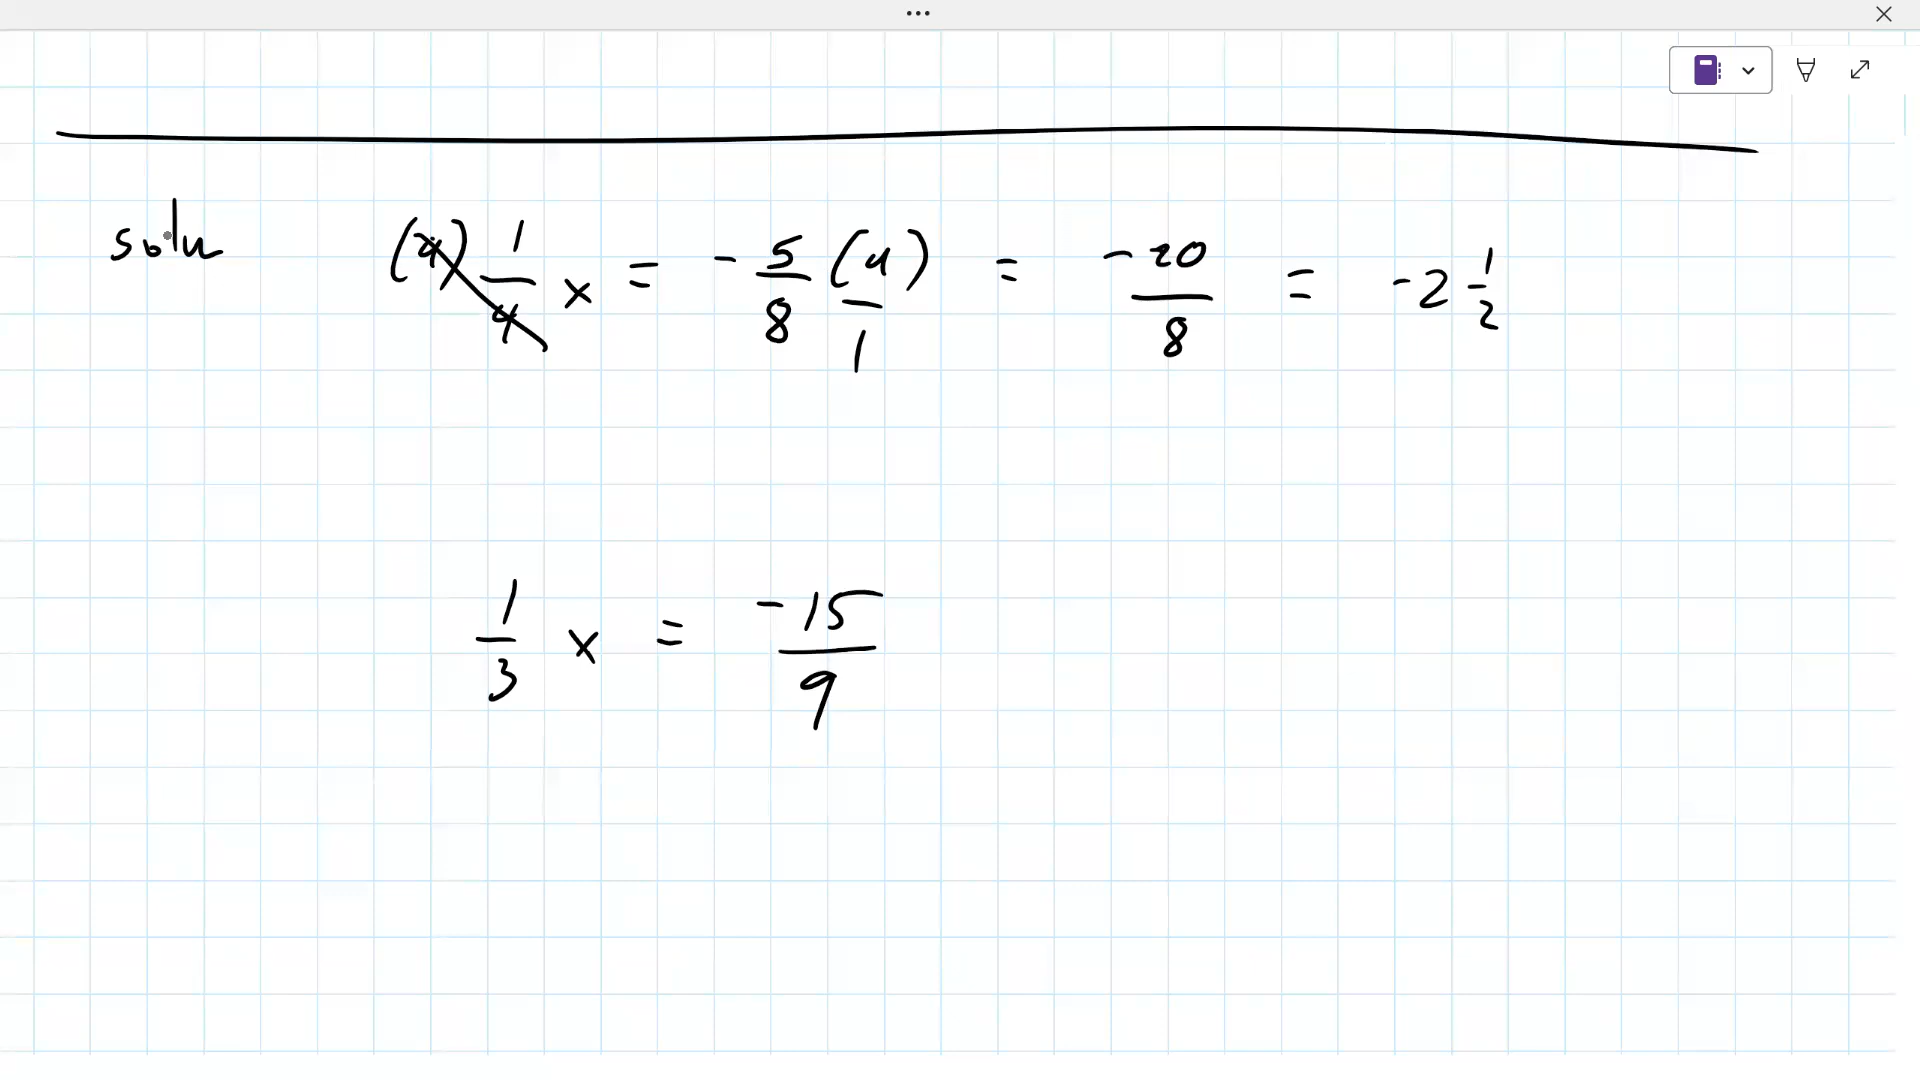 soln (4) 1/4 x = - 5/8 (4)/1 = -20/8 = -2 1/2
1/3 x = -15/9